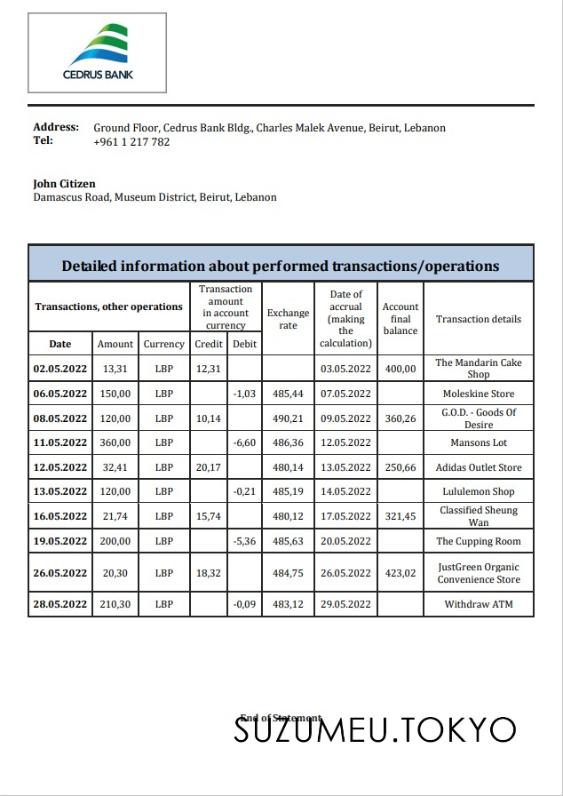 CEDRUS BANK
Address: Ground Floor, Cedrus Bank Bldg., Charles Malek Avenue, Beirut, Lebanon
Tel: +961 1 217 782
John Citizen
Damascus Road, Museum District, Beirut, Lebanon
Detailed information about performed transactions/operations
Transactions, other operations
Transaction
amount
in account
currency
Exchange
rate
Date of
accrual
(making
the
calculation)
Account
final
balance
Transaction details
Date Amount Currency Credit Debit
02.05.2022 13,31 LBP 12,31 03.05.2022 400,00 The Mandarin Cake
Shop
06.05.2022 150,00 LBP -1,03 485,44 07.05.2022 Moleskine Store
08.05.2022 120,00 LBP 10,14 490,21 09.05.2022 360,26 G.O.D. - Goods Of
Desire
11.05.2022 360,00 LBP -6,60 486,36 12.05.2022 Mansons Lot
12.05.2022 32,41 LBP 20,17 480,14 13.05.2022 250,66 Adidas Outlet Store
13.05.2022 120,00 LBP -0,21 485,19 14.05.2022 Lululemon Shop
16.05.2022 21,74 LBP 15,74 480,12 17.05.2022 321,45 Classified Sheung
Wan
19.05.2022 200,00 LBP -5,36 485,63 20.05.2022 The Cupping Room
26.05.2022 20,30 LBP 18,32 484,75 26.05.2022 423,02 JustGreen Organic
Convenience Store
28.05.2022 210,30 LBP -0,09 483,12 29.05.2022 Withdraw ATM
End of Statement
SUZUMEU.TOKYO